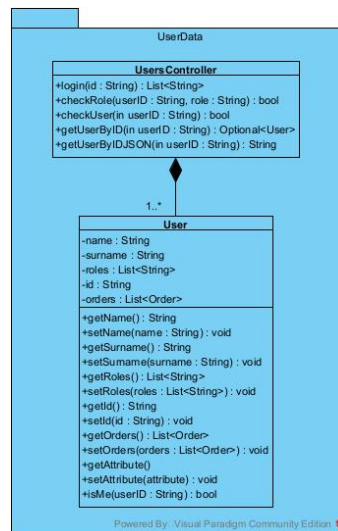 UserData
UsersController
+login(id : String) : List<String>
+checkRole(userID : String, role : String) : bool
+checkUser(in userID : String) : bool
+getUserByID(in userID : String) : Optional<User>
+getUserByIDJSON(in userID : String) : String
1..*
User
-name : String
-surname : String
-roles : List<String>
-id : String
-orders : List<Order>
+getName() : String
+setName(name : String) : void
+getSurname() : String
+setSurname(surname : String) : void
+getRoles() : List<String>
+setRoles(roles : List<String>) : void
+getId() : String
+setId(id : String) : void
+getOrders() : List<Order>
+setOrders(orders : List<Order>) : void
+getAttribute()
+setAttribute(attribute) : void
+isMe(userID : String) : bool
Powered By Visual Paradigm Community Edition